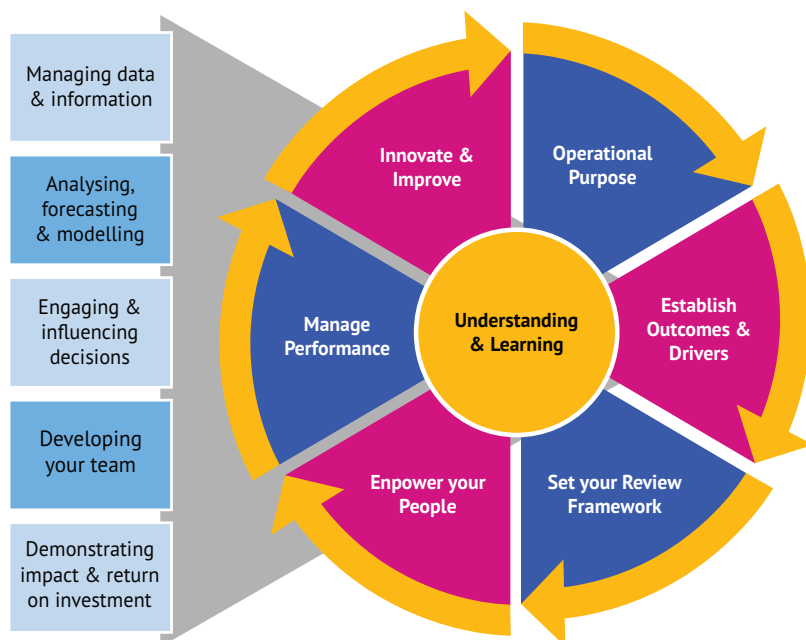 Managing data
& information
Analysing,
forecasting
& modelling
Engaging &
influencing
decisions
Developing
your team
Demonstrating
impact & return
on investment
Innovate &
Improve
Operational
Purpose
Establish
Outcomes &
Drivers
Set your Review
Framework
Enpower your
People
Manage
Performance
Understanding
& Learning